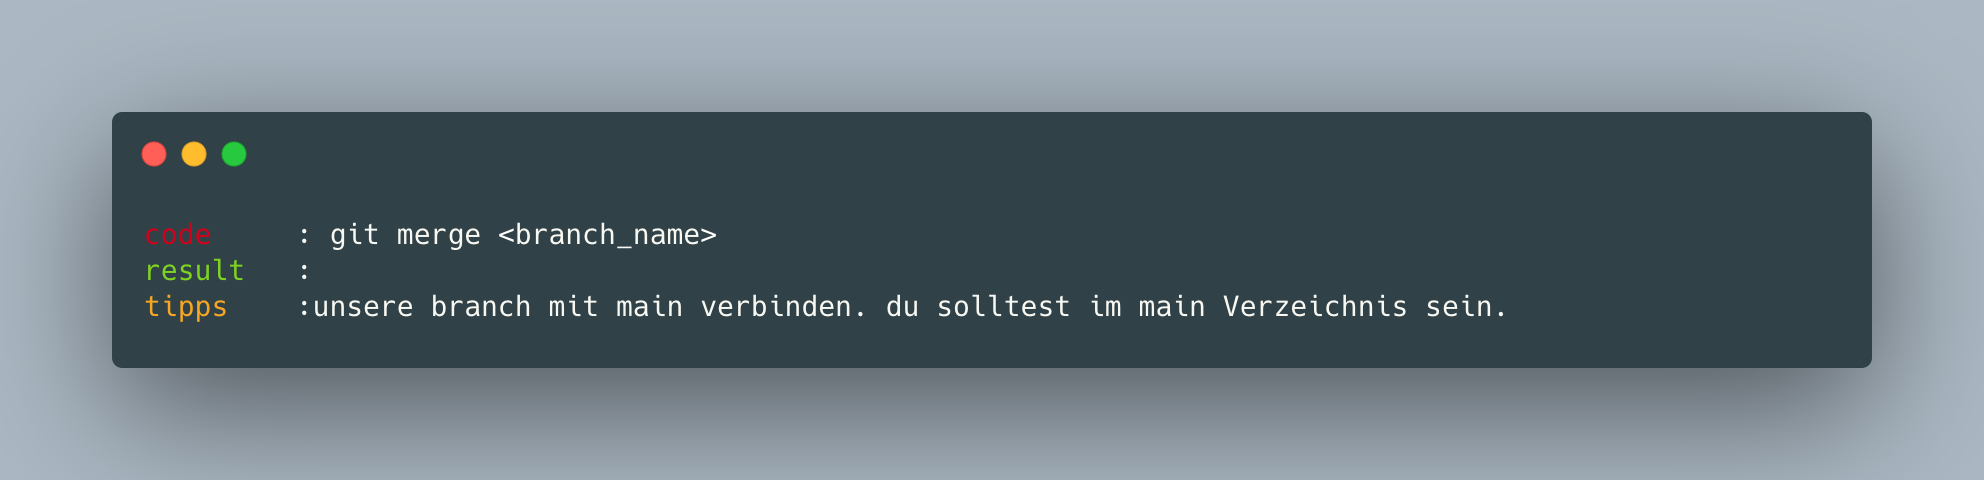 code : git merge <branch_name>
result :
tipps :unsere branch mit main verbinden. du solltest im main Verzeichnis sein.